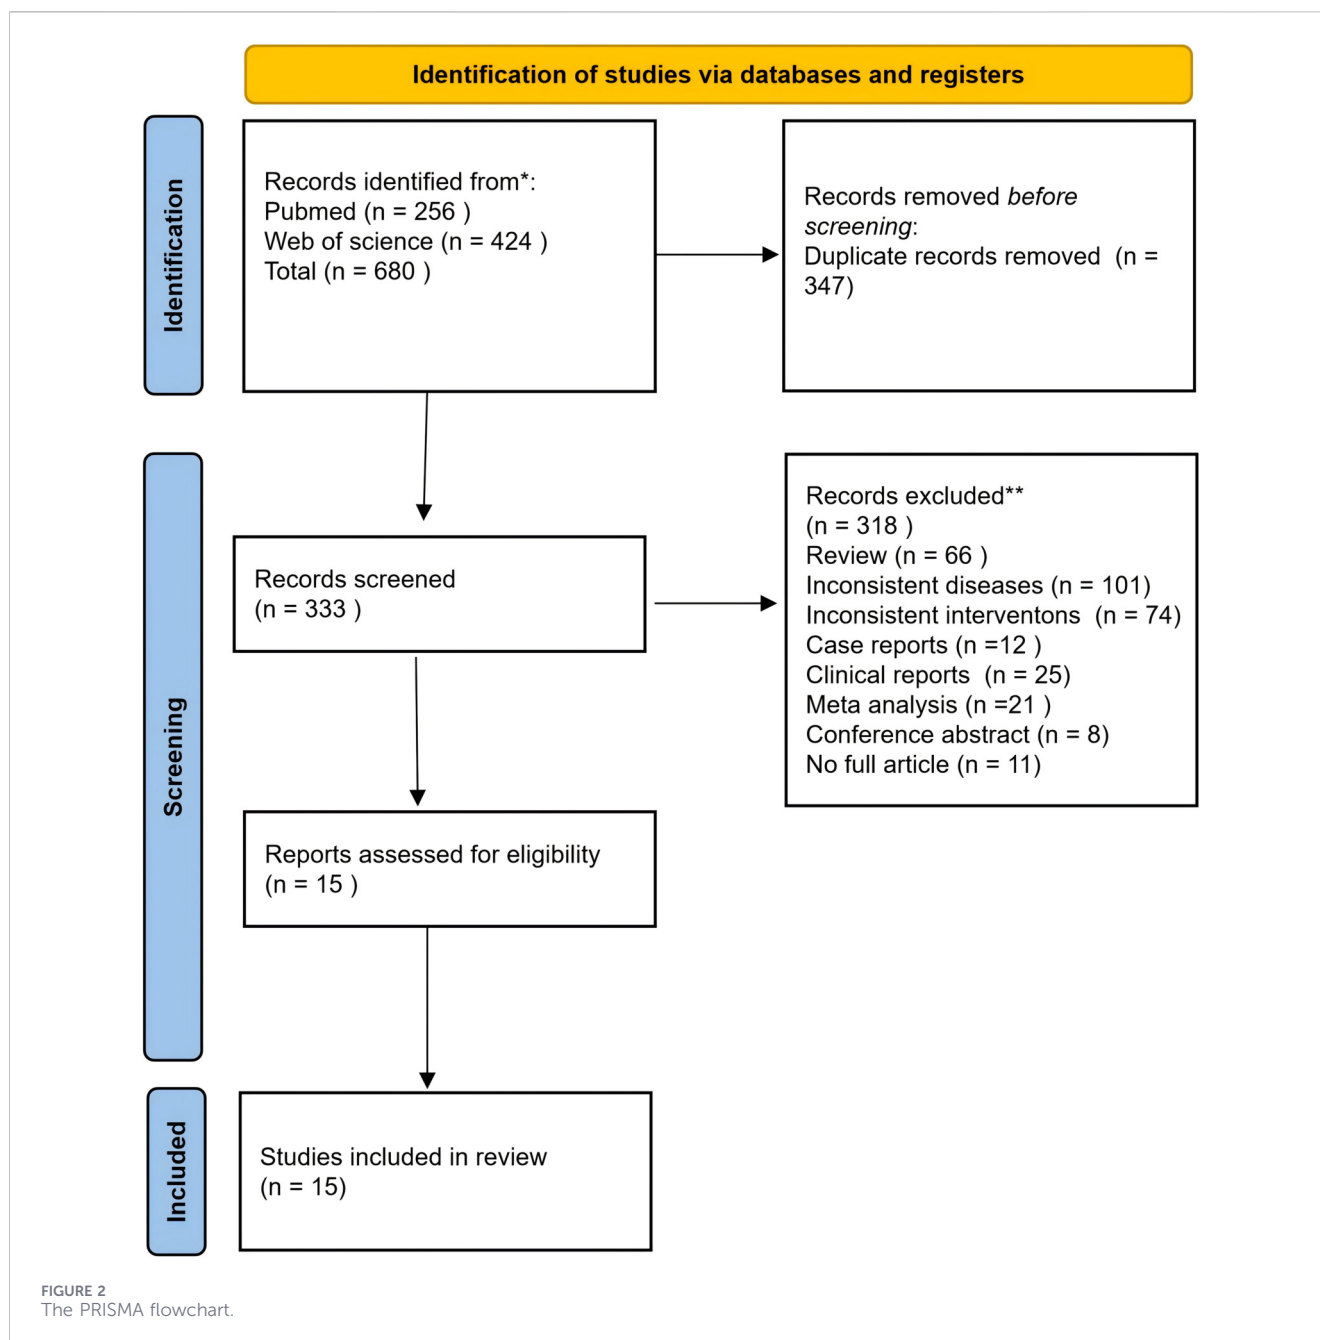 Identification of studies via databases and registers
Identification
Records identified from*:
Pubmed (n = 256 )
Web of science (n = 424 )
Total (n = 680 )
Records removed before
screening:
Duplicate records removed  (n =
347)
Screening
Records screened
(n = 333 )
Records excluded**
(n = 318 )
Review (n = 66 )
Inconsistent diseases (n = 101)
Inconsistent interventons  (n = 74)
Case reports (n =12 )
Clinical reports  (n = 25)
Meta analysis (n =21 )
Conference abstract (n = 8)
No full article (n = 11)
Reports assessed for eligibility
(n = 15 )
Included
Studies included in review
(n = 15)
FIGURE 2
The PRISMA flowchart.